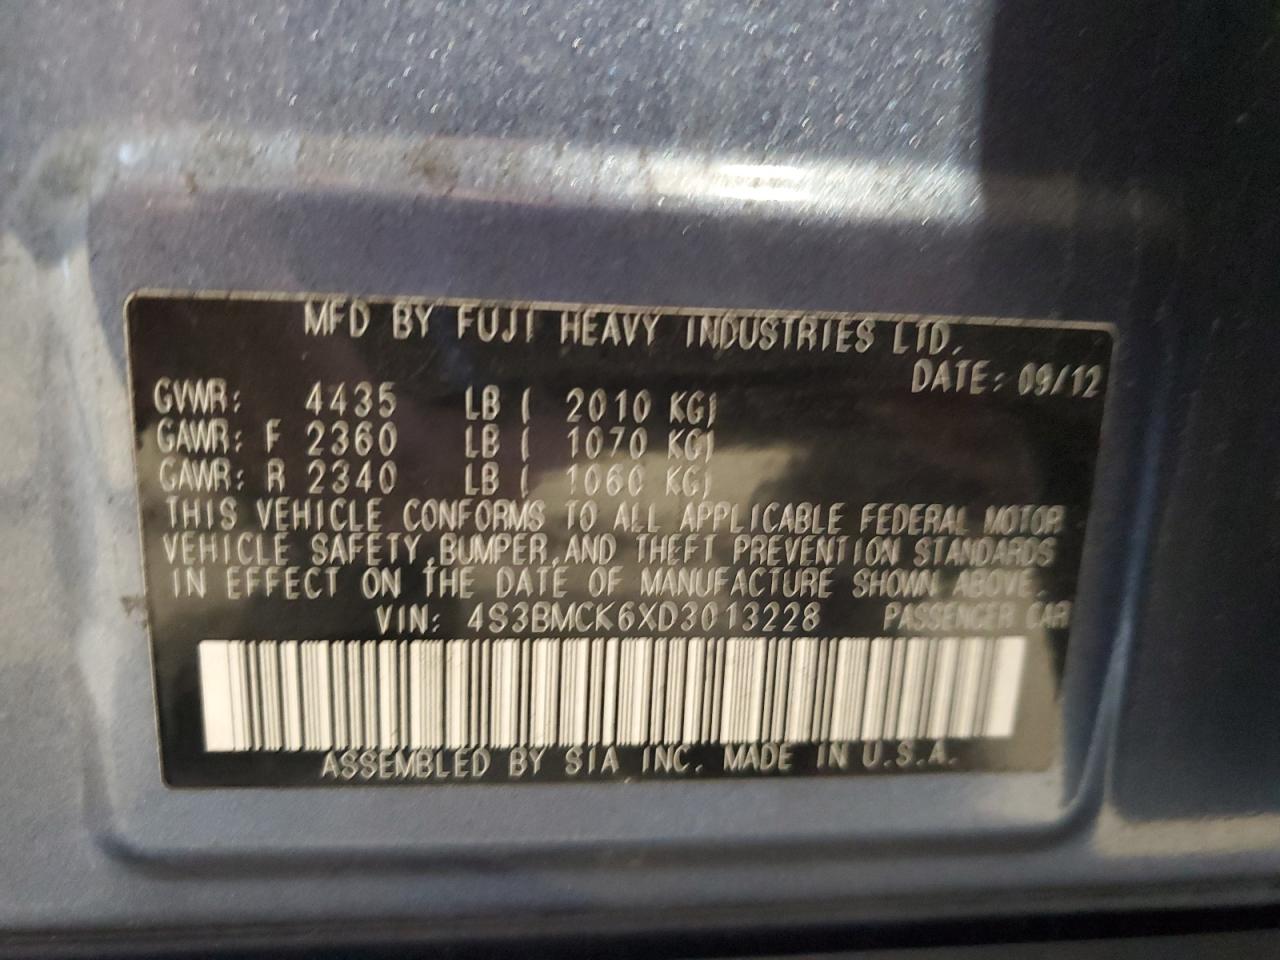 MFD BY FUJI HEAVY INDUSTRIES LTD.
DATE: 09/12
GVWR: 4435 LB ( 2010 KG)
GAWR: F 2360 LB ( 1070 KG)
GAWR: R 2340 LB ( 1060 KG)
THIS VEHICLE CONFORMS TO ALL APPLICABLE FEDERAL MOTOR
VEHICLE SAFETY,BUMPER,AND THEFT PREVENTION STANDARDS
IN EFFECT ON THE DATE OF MANUFACTURE SHOWN ABOVE.
VIN: 4S3BMCK6XD3013228 PASSENGER CAR
ASSEMBLED BY SIA INC. MADE IN U.S.A.